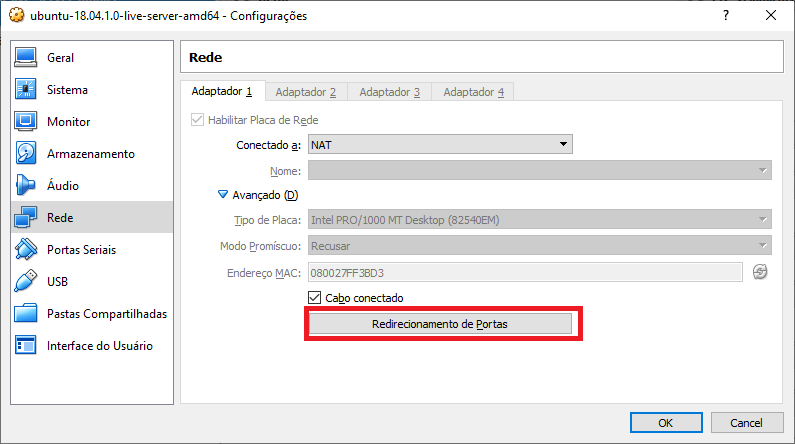 ubuntu-18.04.1.0-live-server-amd64 - Configurações
?
Geral
Sistema
Monitor
Armazenamento
Áudio
Rede
Portas Seriais
USB
Pastas Compartilhadas
Interface do Usuário
Rede
Adaptador 1 Adaptador 2 Adaptador 3 Adaptador 4
Habilitar Placa de Rede
Conectado a: NAT
Nome:
Avançado (D)
Tipo de Placa: Intel PRO/1000 MT Desktop (82540EM)
Modo Promíscuo: Recusar
Endereço MAC: 080027FF3BD3
Cabo conectado
Redirecionamento de Portas
OK Cancel